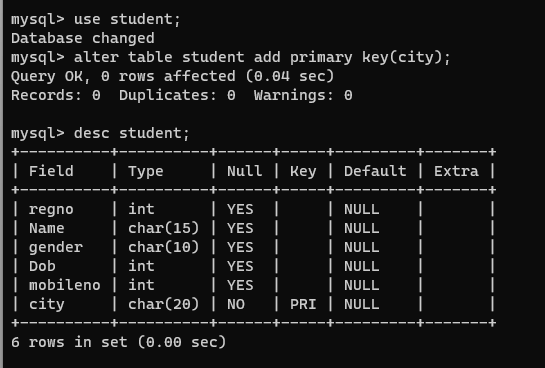 mysql> use student;
Database changed
mysql> alter table student add primary key(city);
Query OK, 0 rows affected (0.04 sec)
Records: 0  Duplicates: 0  Warnings: 0

mysql> desc student;
+----------+----------+------+-----+---------+-------+
| Field    | Type     | Null | Key | Default | Extra |
+----------+----------+------+-----+---------+-------+
| regno    | int      | YES  |     | NULL    |       |
| Name     | char(15) | YES  |     | NULL    |       |
| gender   | char(10) | YES  |     | NULL    |       |
| Dob      | int      | YES  |     | NULL    |       |
| mobileno | int      | YES  |     | NULL    |       |
| city     | char(20) | NO   | PRI | NULL    |       |
+----------+----------+------+-----+---------+-------+
6 rows in set (0.00 sec)